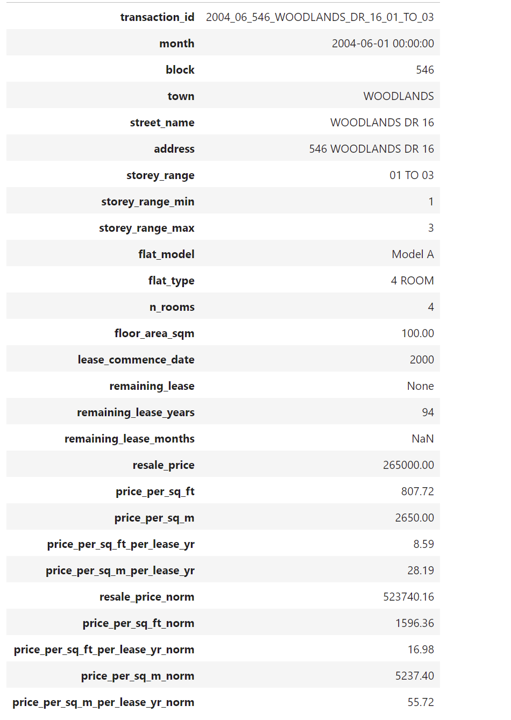 transaction_id 2004_06_546_WOODLANDS_DR_16_01_TO_03
month 2004-06-01 00:00:00
block 546
town WOODLANDS
street_name WOODLANDS DR 16
address 546 WOODLANDS DR 16
storey_range 01 TO 03
storey_range_min 1
storey_range_max 3
flat_model Model A
flat_type 4 ROOM
n_rooms 4
floor_area_sqm 100.00
lease_commence_date 2000
remaining_lease None
remaining_lease_years 94
remaining_lease_months NaN
resale_price 265000.00
price_per_sq_ft 807.72
price_per_sq_m 2650.00
price_per_sq_ft_per_lease_yr 8.59
price_per_sq_m_per_lease_yr 28.19
resale_price_norm 523740.16
price_per_sq_ft_norm 1596.36
price_per_sq_ft_per_lease_yr_norm 16.98
price_per_sq_m_norm 5237.40
price_per_sq_m_per_lease_yr_norm 55.72